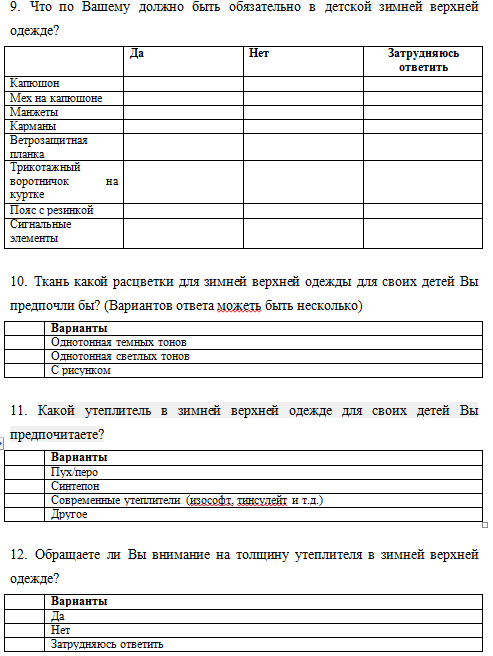 9. Что по Вашему должно быть обязательно в детской зимней верхней
одежде?
Да Нет Затрудняюсь
ответить
Капюшон
Мех на капюшоне
Манжеты
Карманы
Ветрозащитная
планка
Трикотажный
воротничок на
куртке
Пояс с резинкой
Сигнальные
элементы
10. Ткань какой расцветки для зимней верхней одежды для своих детей Вы
предпочли бы? (Вариантов ответа можеть быть несколько)
Варианты
Однотонная темных тонов
Однотонная светлых тонов
С рисунком
11. Какой утеплитель в зимней верхней одежде для своих детей Вы
предпочитаете?
Варианты
Пух/перо
Синтепон
Современные утеплители (изософт, тинсулейт и т.д.)
Другое
12. Обращаете ли Вы внимание на толщину утеплителя в зимней верхней
одежде?
Варианты
Да
Нет
Затрудняюсь ответить